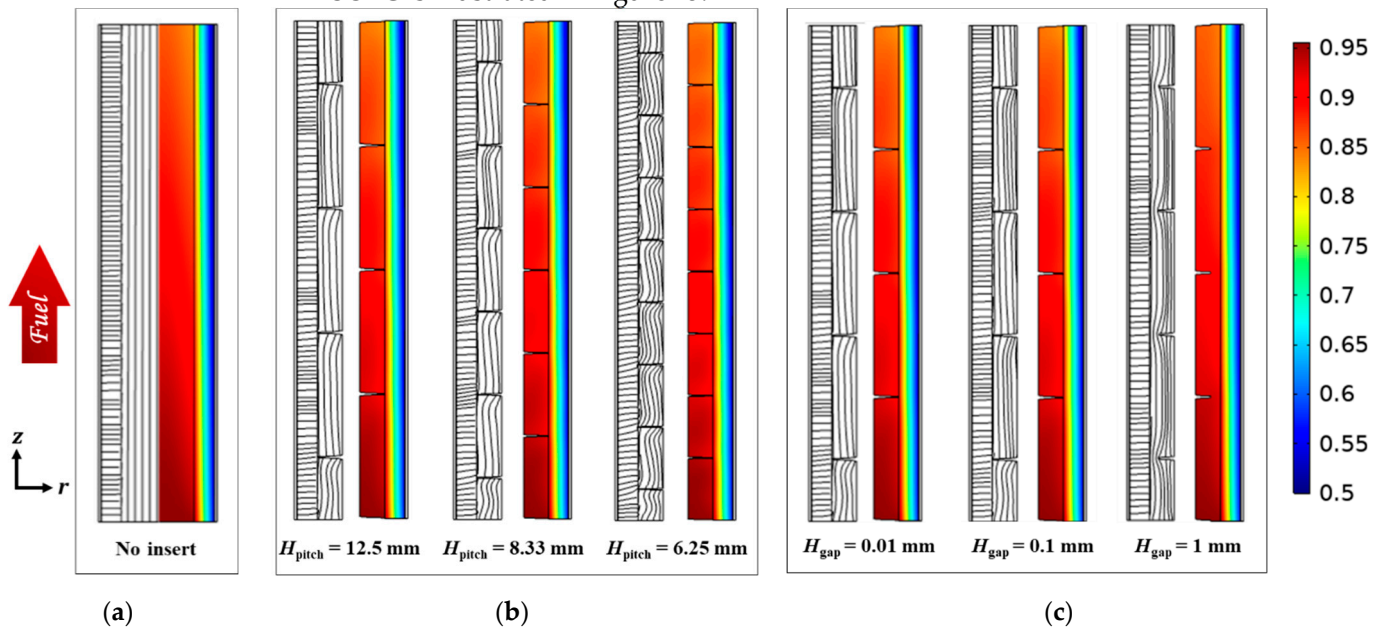 Fuel
z
r
No insert
H_pitch = 12.5 mm
H_pitch = 8.33 mm
H_pitch = 6.25 mm
H_gap = 0.01 mm
H_gap = 0.1 mm
H_gap = 1 mm
0.95
0.9
0.85
0.8
0.75
0.7
0.65
0.6
0.55
0.5
(a)
(b)
(c)